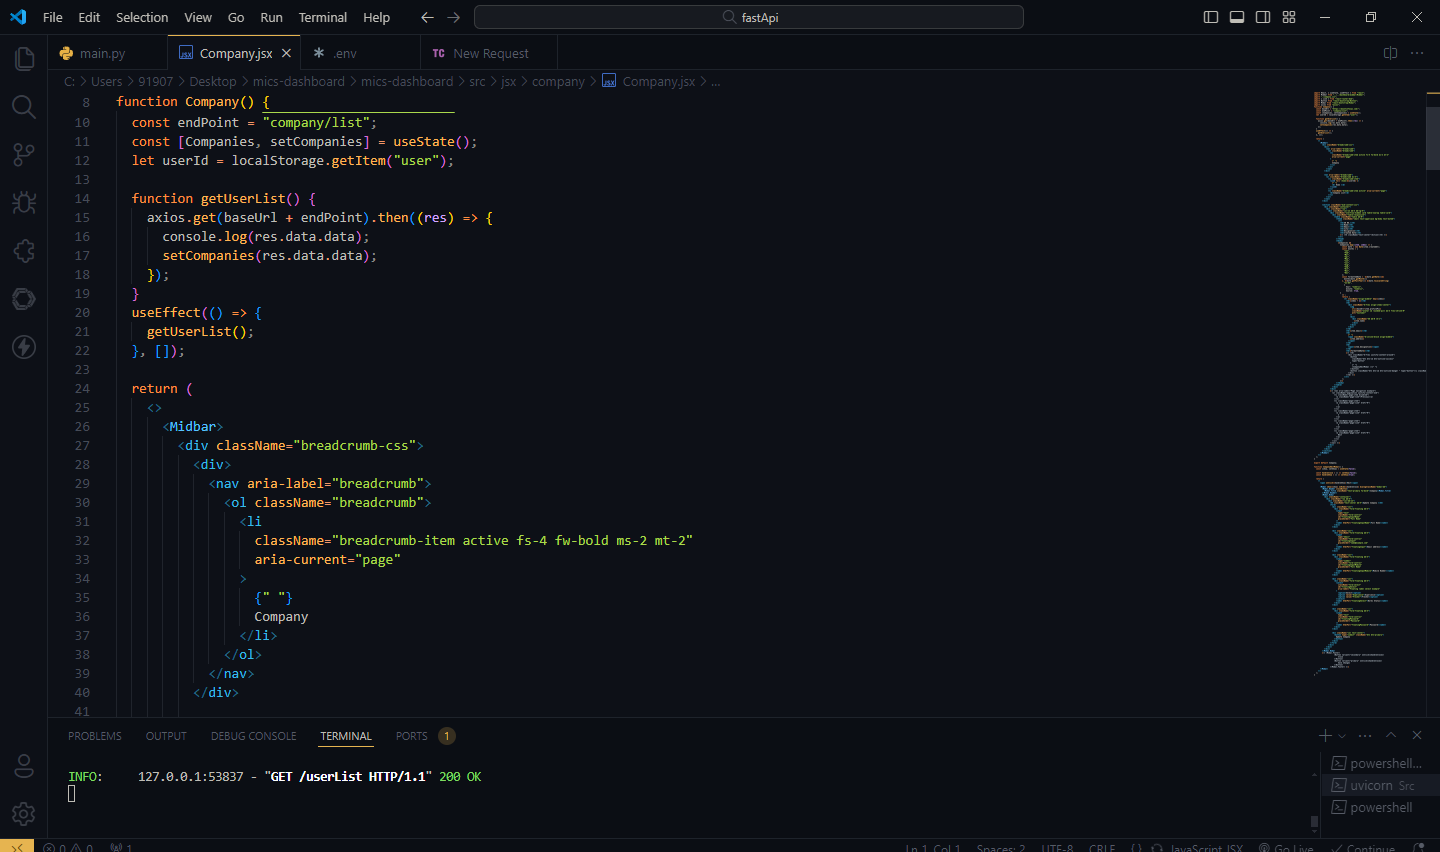 File Edit Selection View Go Run Terminal Help
fastApi
main.py
JSX Company.jsx
.env
TC New Request
C: > Users > 91907 > Desktop > mics-dashboard > mics-dashboard > src > jsx > company > JSX Company.jsx > ...
8 function Company() {
10 const endPoint = "company/list";
11 const [Companies, setCompanies] = useState();
12 let userId = localStorage.getItem("user");
13
14 function getUserList() {
15 axios.get(baseUrl + endPoint).then((res) => {
16 console.log(res.data.data);
17 setCompanies(res.data.data);
18 });
19 }
20 useEffect(() => {
21 getUserList();
22 }, []);
23
24 return (
25 <>
26 <Midbar>
27 <div className="breadcrumb-css">
28 <div>
29 <nav aria-label="breadcrumb">
30 <ol className="breadcrumb">
31 <li
32 className="breadcrumb-item active fs-4 fw-bold ms-2 mt-2"
33 aria-current="page"
34 >
35 {" "}
36 Company
37 </li>
38 </ol>
39 </nav>
40 </div>
41
PROBLEMS OUTPUT DEBUG CONSOLE TERMINAL PORTS 1
INFO: 127.0.0.1:53837 - "GET /userList HTTP/1.1" 200 OK
powershell...
uvicorn Src
powershell
0 0 1 Ln 1, Col 1 Spaces: 2 UTF-8 CRLF {} JavaScript JSX Go Live Continue